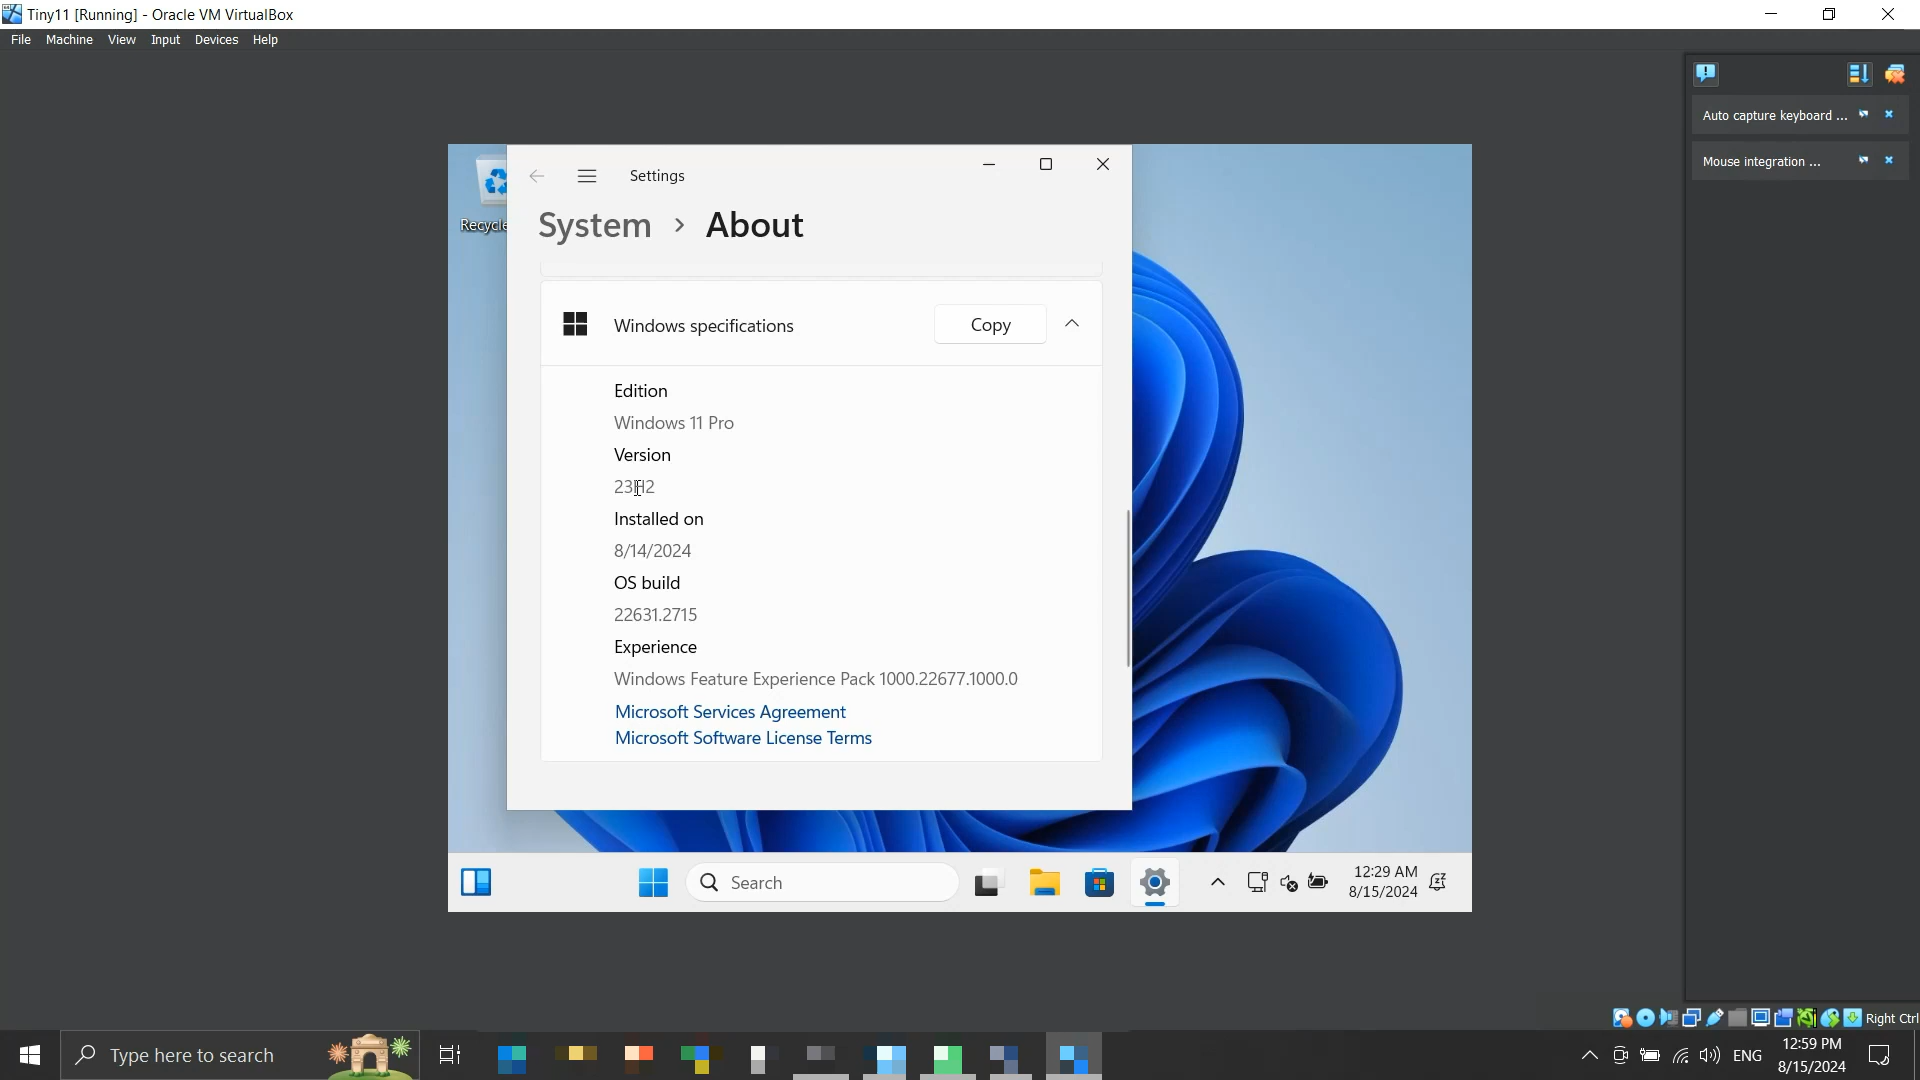 Tiny11 [Running] - Oracle VM VirtualBox
File Machine View Input Devices Help
Auto capture keyboard ...
Mouse integration ...
Recycle
Settings
System > About
Windows specifications
Copy
Edition
Windows 11 Pro
Version
23H2
Installed on
8/14/2024
OS build
22631.2715
Experience
Windows Feature Experience Pack 1000.22677.1000.0
Microsoft Services Agreement
Microsoft Software License Terms
Search
12:29 AM
8/15/2024
Right Ctrl
Type here to search
ENG
12:59 PM
8/15/2024